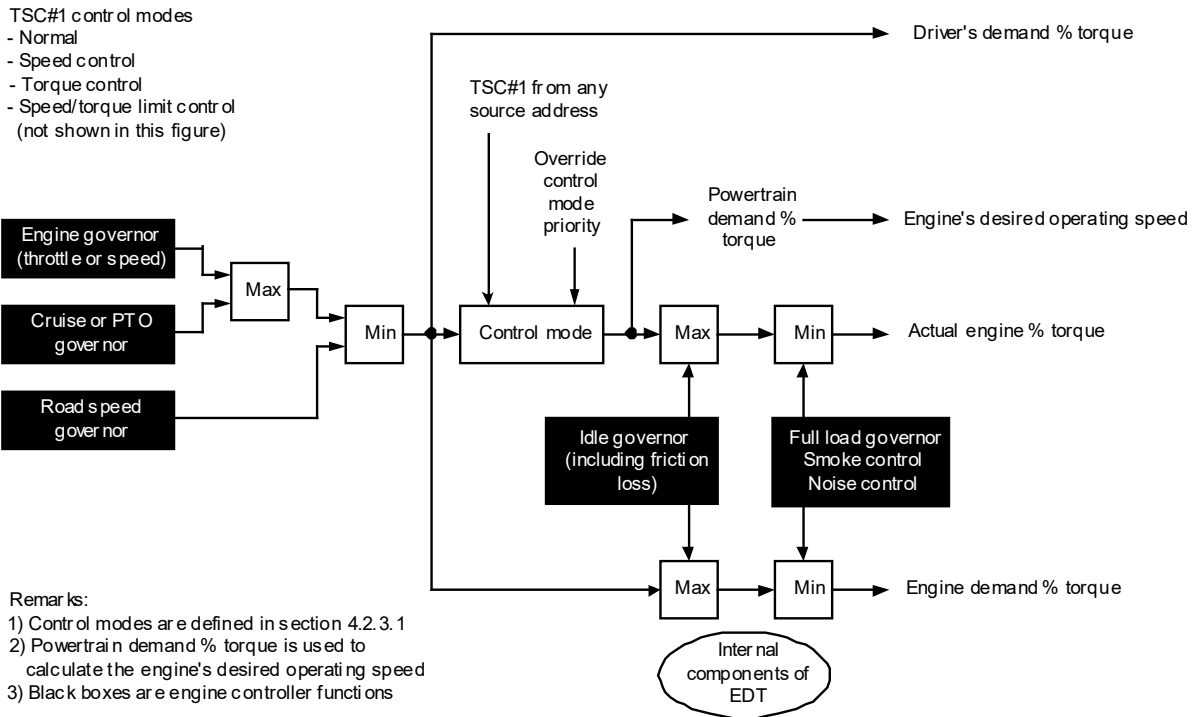 TSC#1 control modes
- Normal
- Speed control
- Torque control
- Speed/torque limit control
(not shown in this figure)
Driver's demand % torque
TSC#1 from any
source address
Override
control
mode
priority
Powertrain
demand %
torque
Engine's desired operating speed
Engine governor
(throttle or speed)
Max
Cruise or PTO
governor
Min
Control mode
Max
Min
Actual engine % torque
Road speed
governor
Idle governor
(including friction
loss)
Full load governor
Smoke control
Noise control
Max
Min
Engine demand % torque
Remarks:
1) Control modes are defined in section 4.2.3.1
2) Powertrain demand % torque is used to
calculate the engine's desired operating speed
3) Black boxes are engine controller functions
Internal
components of
EDT